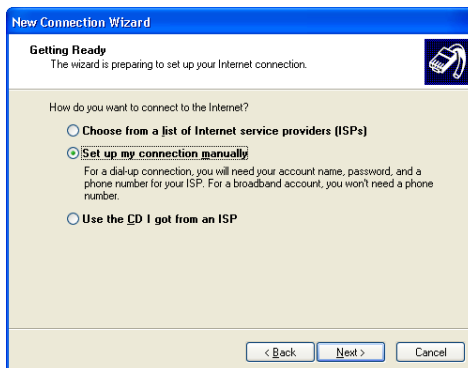 New Connection Wizard
Getting Ready
The wizard is preparing to set up your Internet connection.
How do you want to connect to the Internet?
Choose from a list of Internet service providers (ISPs)
Set up my connection manually
For a dial-up connection, you will need your account name, password, and a
phone number for your ISP. For a broadband account, you won't need a phone
number.
Use the CD I got from an ISP
< Back
Next >
Cancel